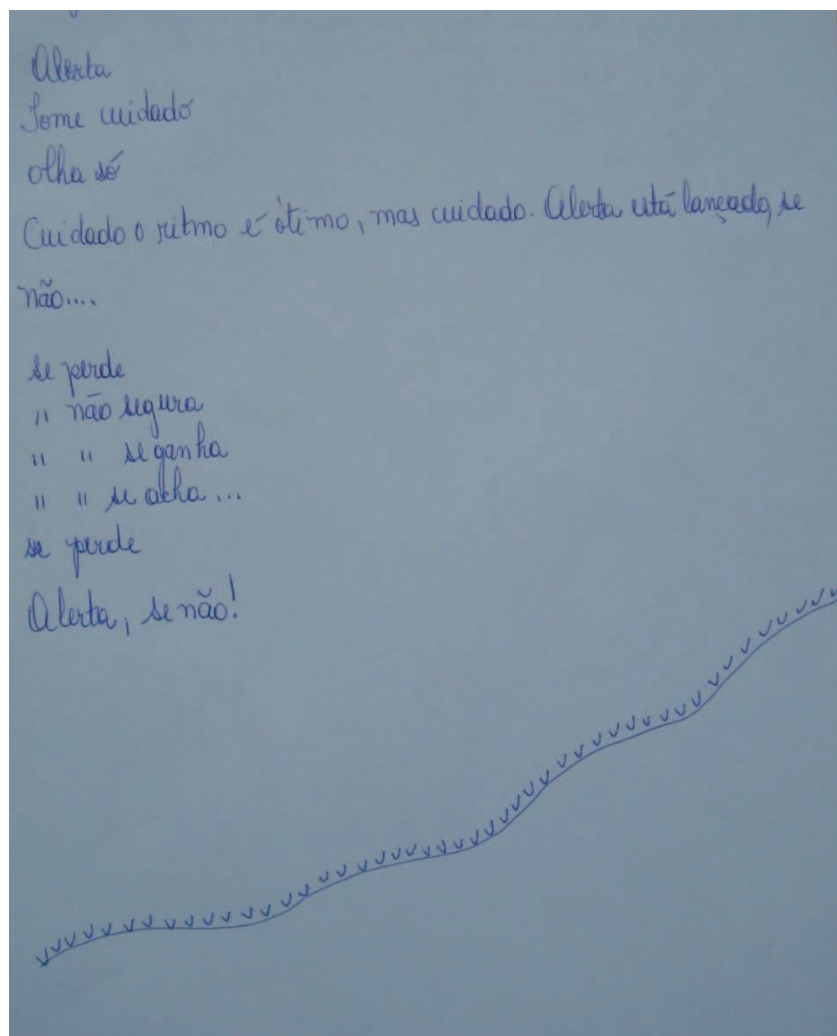 Alerta
Tome cuidado
olha só
Cuidado o ritmo é ótimo, mas cuidado. Alerta está lançado, se
não....
se perde
" não segura
" " se ganha
" " se acha...
se perde
Alerta, se não!